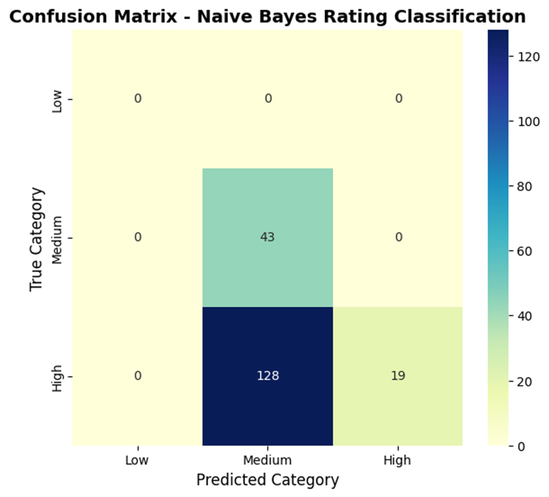 Confusion Matrix - Naive Bayes Rating Classification
True Category
Low
0
0
0
Medium
0
43
0
High
0
128
19
Low
Medium
High
Predicted Category
120
100
80
60
40
20
0